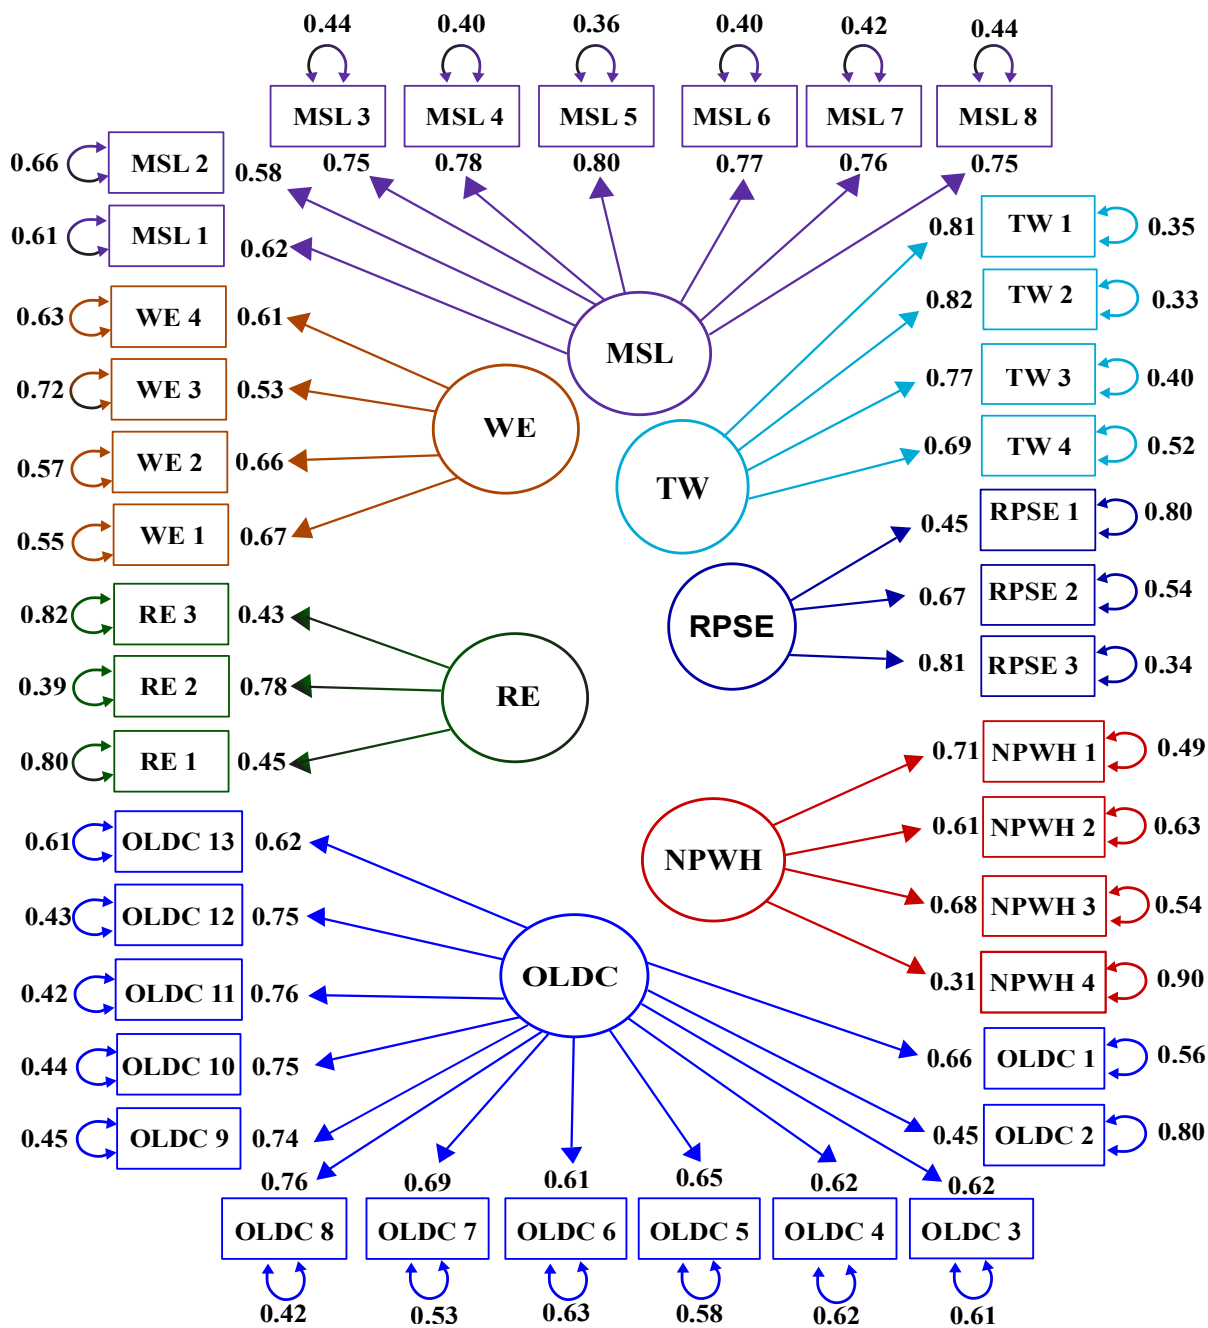 0.44 0.40 0.36 0.40 0.42 0.44
MSL 3 MSL 4 MSL 5 MSL 6 MSL 7 MSL 8
0.75 0.78 0.80 0.77 0.76 0.75
0.66 MSL 2 0.58
0.61 MSL 1 0.62
0.81 TW 1 0.35
0.82 TW 2 0.33
0.77 TW 3 0.40
0.69 TW 4 0.52
MSL
0.63 WE 4 0.61
0.72 WE 3 0.53
0.57 WE 2 0.66
0.55 WE 1 0.67
WE
TW
0.45 RPSE 1 0.80
0.67 RPSE 2 0.54
0.81 RPSE 3 0.34
RPSE
0.82 RE 3 0.43
0.39 RE 2 0.78
0.80 RE 1 0.45
RE
0.71 NPWH 1 0.49
0.61 NPWH 2 0.63
0.68 NPWH 3 0.54
0.31 NPWH 4 0.90
NPWH
0.61 OLDC 13 0.62
0.43 OLDC 12 0.75
0.42 OLDC 11 0.76
0.44 OLDC 10 0.75
0.45 OLDC 9 0.74
OLDC
0.66 OLDC 1 0.56
0.45 OLDC 2 0.80
0.76 0.69 0.61 0.65 0.62 0.62
OLDC 8 OLDC 7 OLDC 6 OLDC 5 OLDC 4 OLDC 3
0.42 0.53 0.63 0.58 0.62 0.61